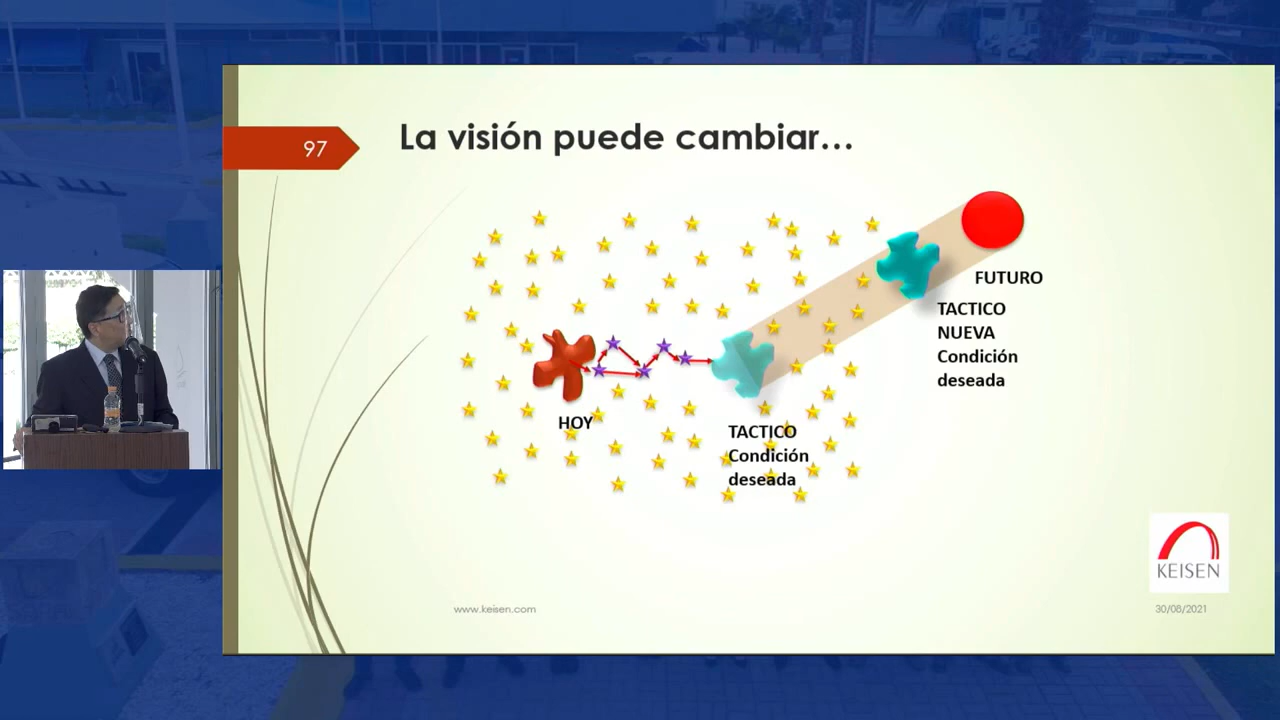 97
La visión puede cambiar...
FUTURO
TACTICO
NUEVA
Condición
deseada
HOY
TACTICO
Condición
deseada
KEISEN
www.keisen.com
30/08/2021